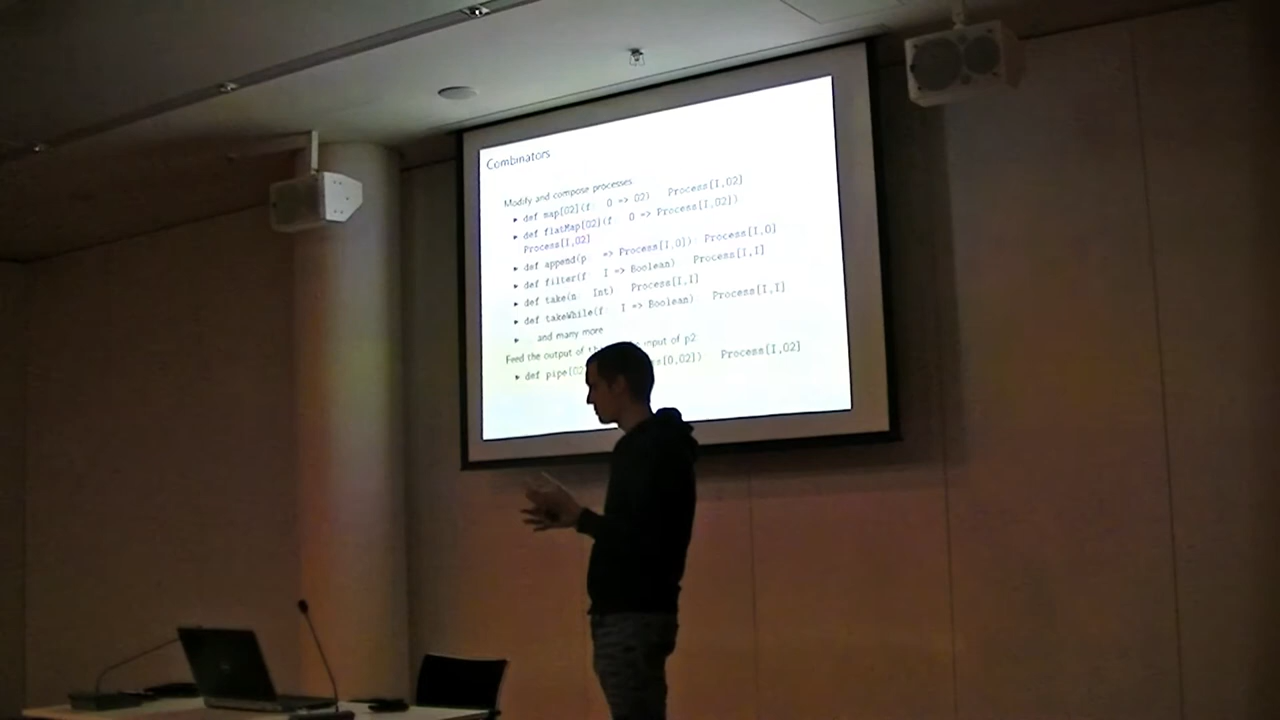 Combinators
Modify and compose processes
▸ def map[O2](f: O => O2) Process[I,O2]
▸ def flatMap[O2](f: O => Process[I,O2])
Process[I,O2]
▸ def append(p: => Process[I,O]) Process[I,O]
▸ def filter(f: I => Boolean) Process[I,I]
▸ def take(n: Int) Process[I,I]
▸ def takeWhile(f: I => Boolean) Process[I,I]
▸ and many more
Feed the output of input of p2
▸ def pipe[O2 [O,O2]) Process[I,O2]